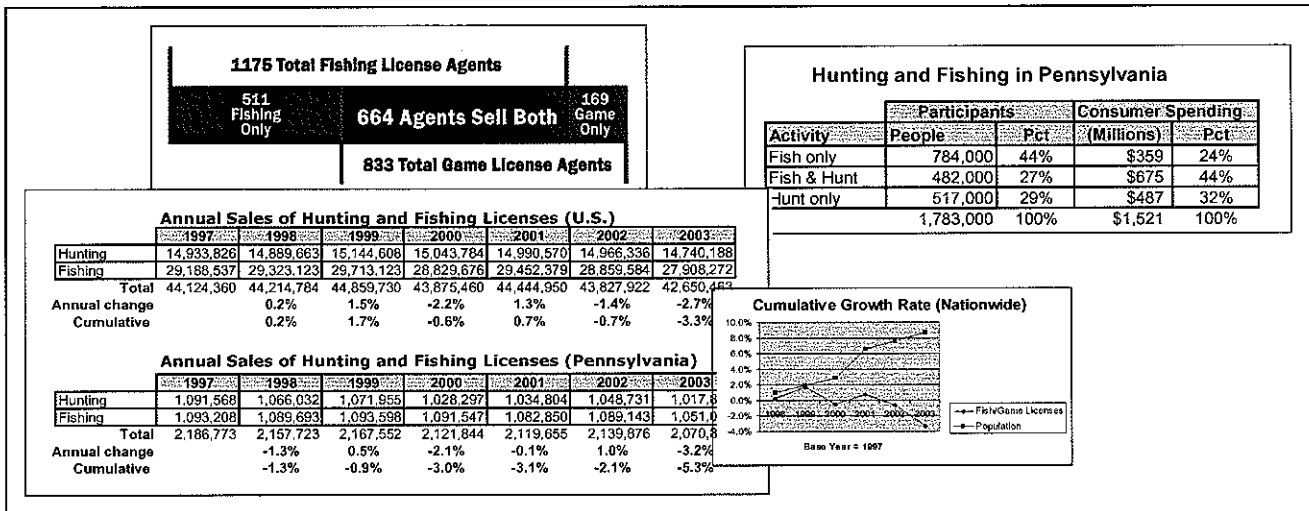 1175 Total Fishing License Agents
511 Fishing Only
664 Agents Sell Both
169 Game Only
833 Total Game License Agents
Hunting and Fishing in Pennsylvania
Participants Consumer Spending
Activity People Pct (Millions) Pct
Fish only 784,000 44% $359 24%
Fish & Hunt 482,000 27% $675 44%
Hunt only 517,000 29% $487 32%
1,783,000 100% $1,521 100%
Annual Sales of Hunting and Fishing Licenses (U.S.)
1997 1998 1999 2000 2001 2002 2003
Hunting 14,933,826 14,889,663 15,144,608 15,043,784 14,990,570 14,966,336 14,740,188
Fishing 29,188,537 29,323,123 29,713,123 28,829,676 29,452,379 28,859,584 27,908,272
Total 44,124,360 44,214,784 44,859,730 43,875,460 44,444,950 43,827,922
Annual change 0.2% 1.5% -2.2% 1.3% -1.4% -2.7%
Cumulative 0.2% 1.7% -0.6% 0.7% -0.7% -3.3%
Annual Sales of Hunting and Fishing Licenses (Pennsylvania)
1997 1998 1999 2000 2001 2002 2003
Hunting 1,091,568 1,066,032 1,071,955 1,028,297 1,034,804 1,048,731 1,017,8
Fishing 1,093,208 1,089,693 1,093,598 1,091,547 1,082,850 1,089,143 1,051,0
Total 2,186,773 2,157,723 2,167,552 2,121,844 2,119,655 2,139,876 2,070,8
Annual change -1.3% 0.5% -2.1% -0.1% 1.0% -3.2%
Cumulative -1.3% -0.9% -3.0% -3.1% -2.1% -5.3%
Cumulative Growth Rate (Nationwide)
10.0%
8.0%
6.0%
4.0%
2.0%
0.0%
-2.0%
-4.0%
1998 1999 2000 2001 2002 2003
Fish/Game Licenses
Population
Base Year = 1997